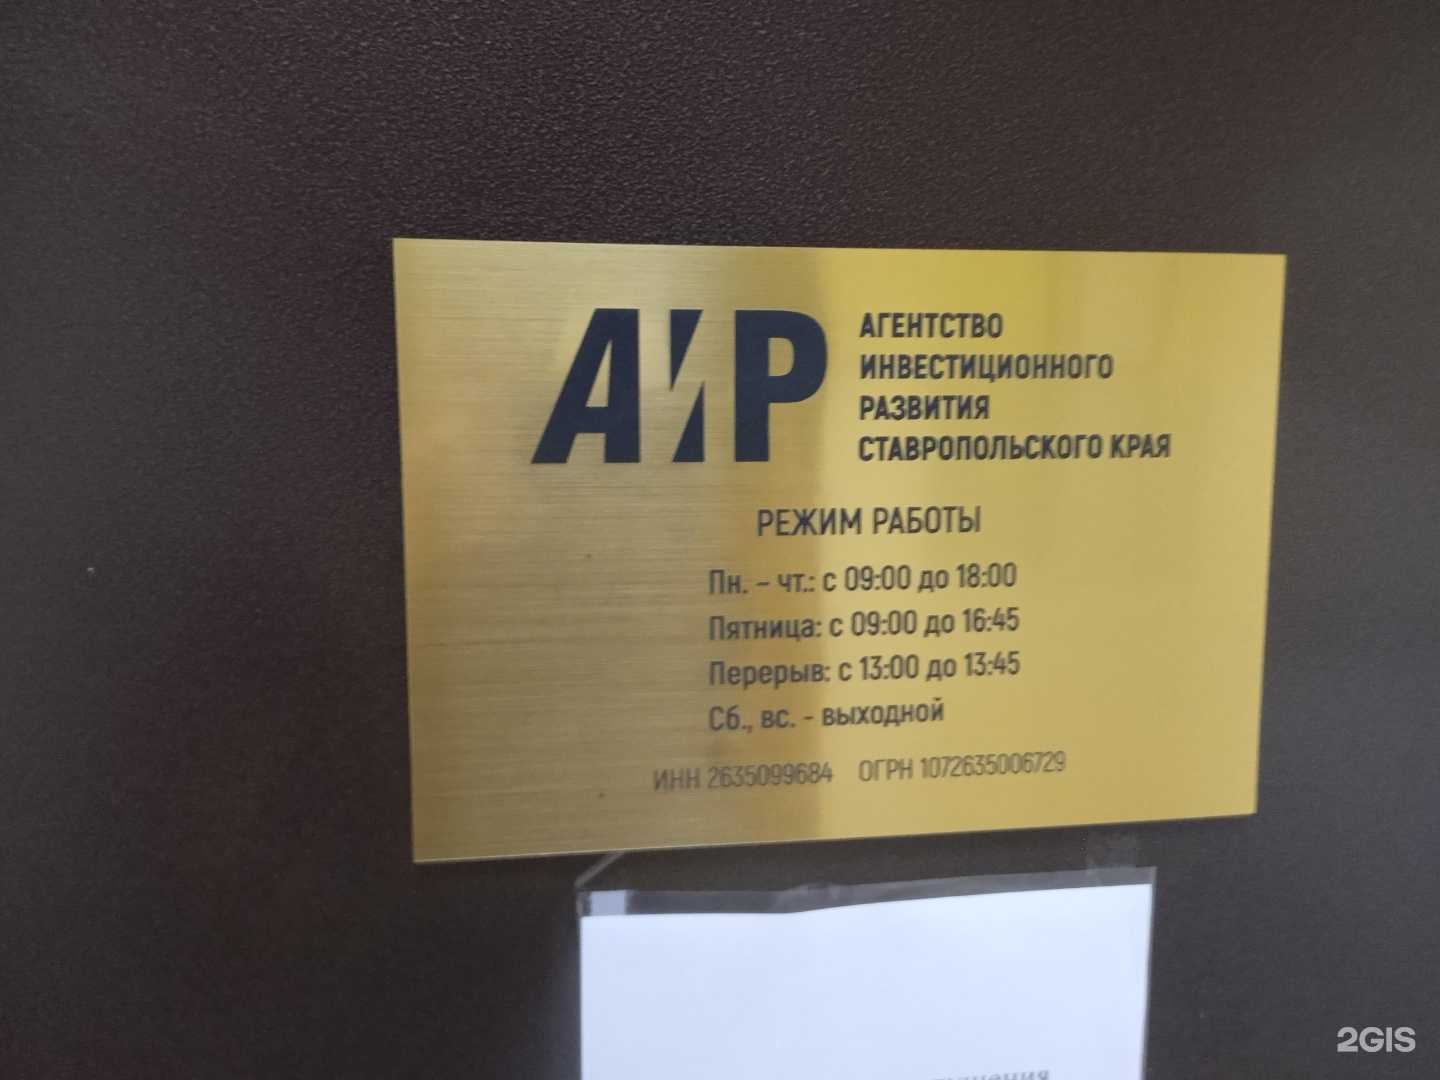 АИР
АГЕНТСТВО
ИНВЕСТИЦИОННОГО
РАЗВИТИЯ
СТАВРОПОЛЬСКОГО КРАЯ
РЕЖИМ РАБОТЫ
Пн. – чт.: с 09:00 до 18:00
Пятница: с 09:00 до 16:45
Перерыв: с 13:00 до 13:45
Сб., вс. - выходной
ИНН 2635099684 ОГРН 1072635006729
2GIS